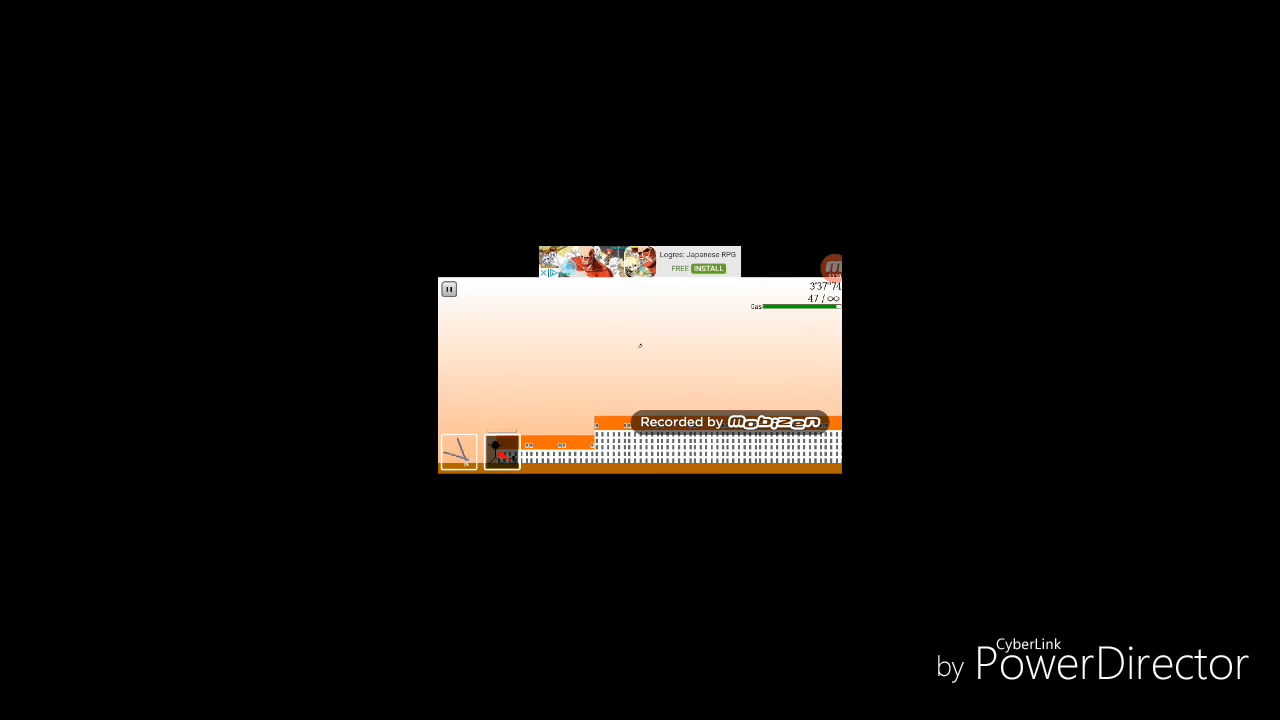 Logres: Japanese RPG
FREE INSTALL
3'37"74
47 / ∞
Gas
Recorded by mobizen
CyberLink
by PowerDirector